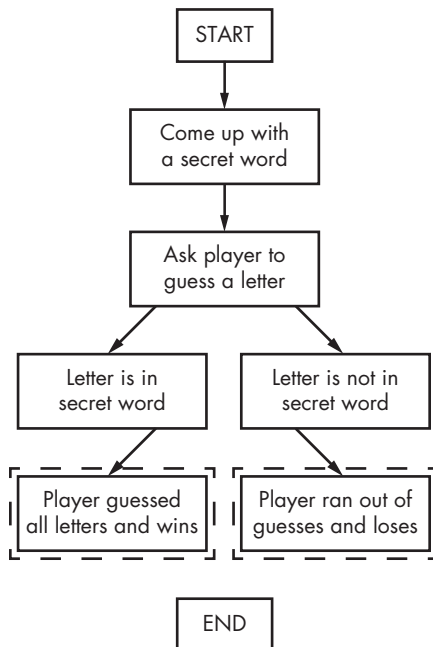 START
Come up with
a secret word
Ask player to
guess a letter
Letter is in
secret word
Letter is not in
secret word
Player guessed
all letters and wins
Player ran out of
guesses and loses
END